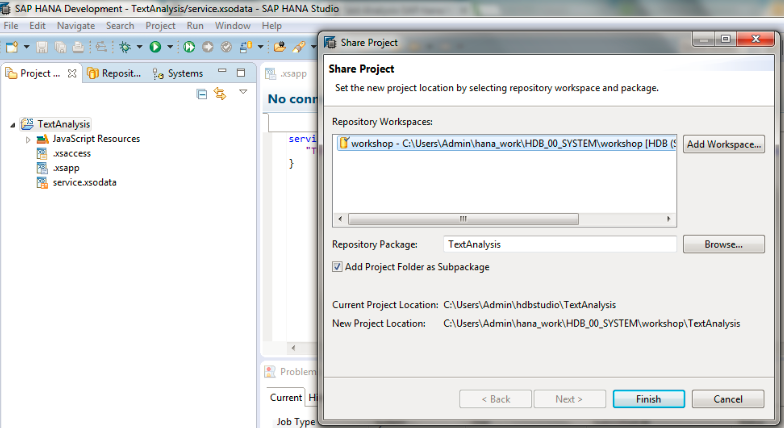 SAP HANA Development - TextAnalysis/service.xsodata - SAP HANA Studio
File Edit Navigate Search Project Run Window Help
Project ... Reposit... Systems
TextAnalysis
JavaScript Resources
.xsaccess
.xsapp
service.xsodata
.xsapp
No conn
servi
"T
}
Problem
Current Hi
Job Type
Share Project
Share Project
Set the new project location by selecting repository workspace and package.
Repository Workspaces:
workshop - C:\Users\Admin\hana_work\HDB_00_SYSTEM\workshop [HDB (S
Add Workspace...
Repository Package: TextAnalysis Browse...
Add Project Folder as Subpackage
Current Project Location: C:\Users\Admin\hdbstudio\TextAnalysis
New Project Location: C:\Users\Admin\hana_work\HDB_00_SYSTEM\workshop\TextAnalysis
< Back Next > Finish Cancel